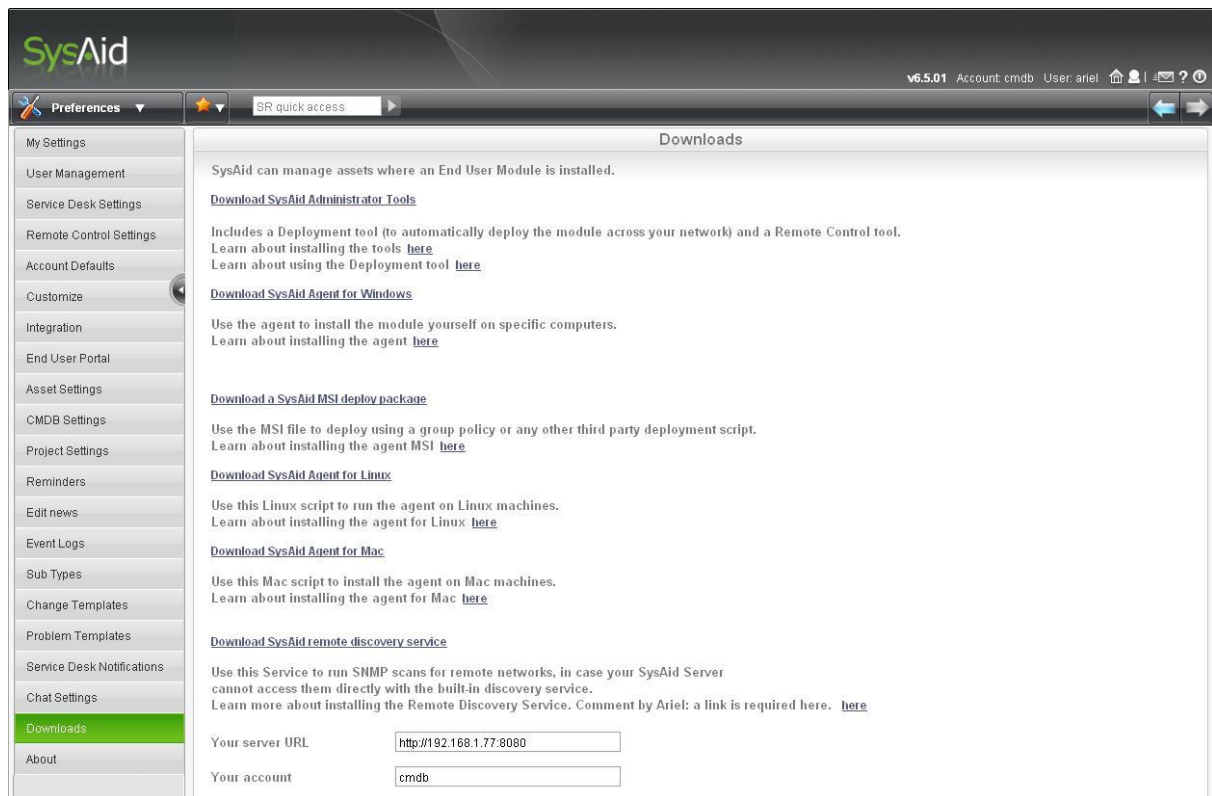 SysAid
v6.5.01 Account: cmdb User: ariel
Preferences
SR quick access
My Settings
User Management
Service Desk Settings
Remote Control Settings
Account Defaults
Customize
Integration
End User Portal
Asset Settings
CMDB Settings
Project Settings
Reminders
Edit news
Event Logs
Sub Types
Change Templates
Problem Templates
Service Desk Notifications
Chat Settings
Downloads
About
Downloads
SysAid can manage assets where an End User Module is installed.
Download SysAid Administrator Tools
Includes a Deployment tool (to automatically deploy the module across your network) and a Remote Control tool.
Learn about installing the tools here
Learn about using the Deployment tool here
Download SysAid Agent for Windows
Use the agent to install the module yourself on specific computers.
Learn about installing the agent here
Download a SysAid MSI deploy package
Use the MSI file to deploy using a group policy or any other third party deployment script.
Learn about installing the agent MSI here
Download SysAid Agent for Linux
Use this Linux script to run the agent on Linux machines.
Learn about installing the agent for Linux here
Download SysAid Agent for Mac
Use this Mac script to install the agent on Mac machines.
Learn about installing the agent for Mac here
Download SysAid remote discovery service
Use this Service to run SNMP scans for remote networks, in case your SysAid Server
cannot access them directly with the built-in discovery service.
Learn more about installing the Remote Discovery Service. Comment by Ariel: a link is required here. here
Your server URL http://192.168.1.77:8080
Your account cmdb